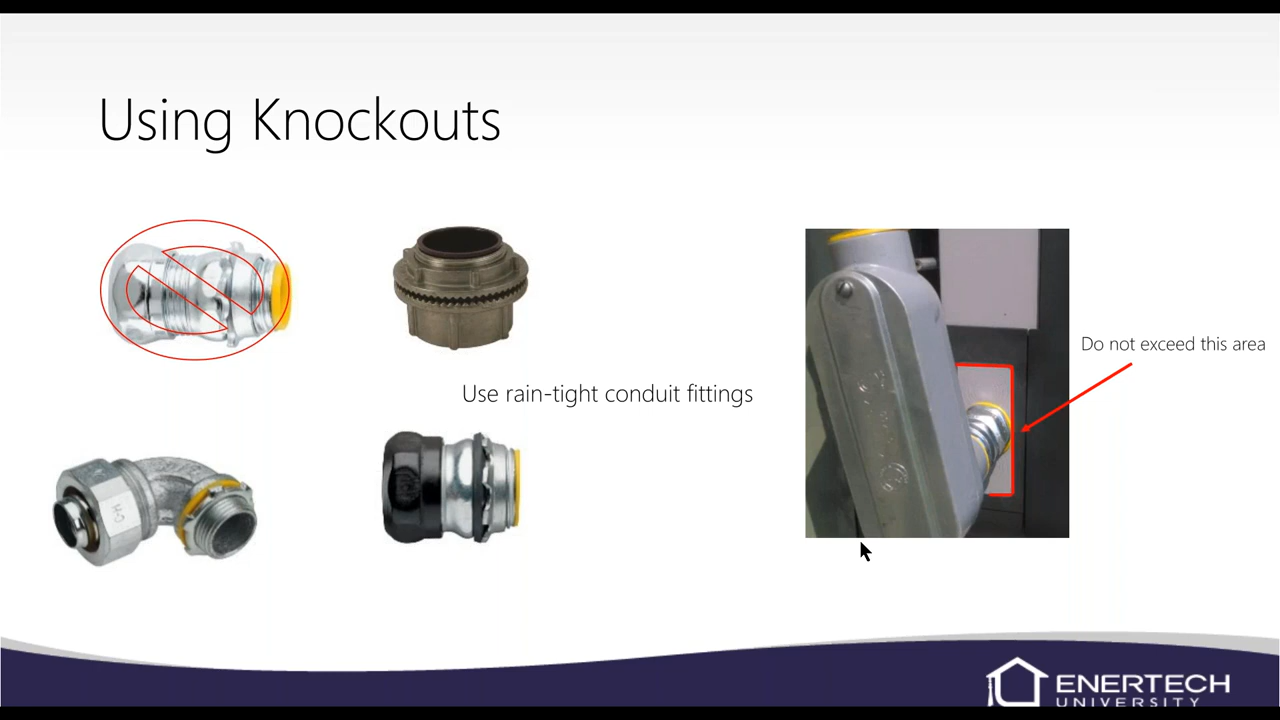 Using Knockouts
Use rain-tight conduit fittings
Do not exceed this area
ENERTECH
UNIVERSITY